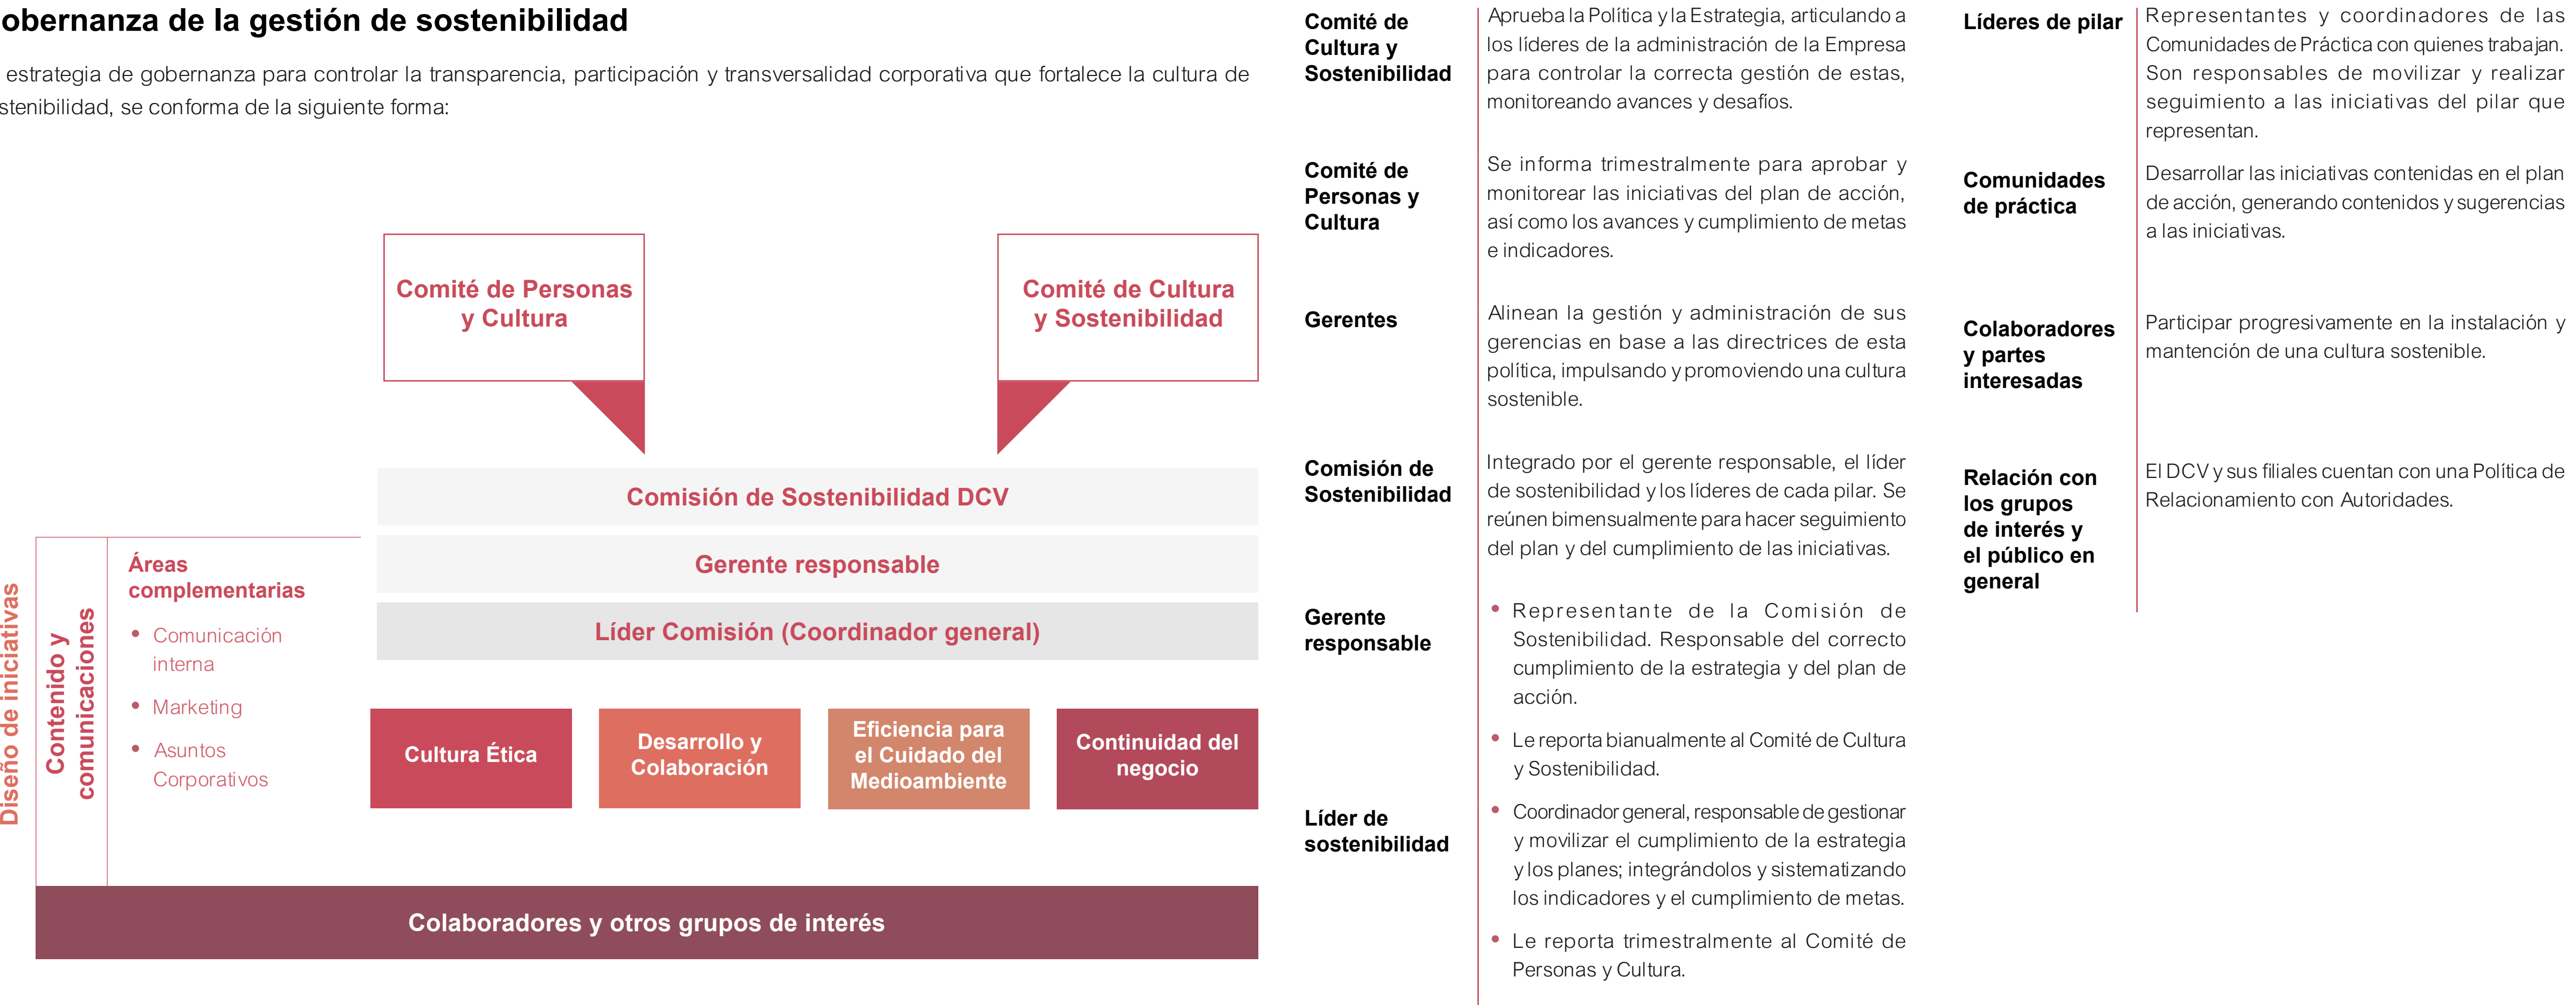 obernanza de la gestión de sostenibilidad
estrategia de gobernanza para controlar la transparencia, participación y transversalidad corporativa que fortalece la cultura de
stenibilidad, se conforma de la siguiente forma:
Comité de Personas
y Cultura
Comité de Cultura
y Sostenibilidad
Comisión de Sostenibilidad DCV
Gerente responsable
Líder Comisión (Coordinador general)
Diseño de iniciativas
Contenido y
comunicaciones
Áreas
complementarias
• Comunicación
interna
• Marketing
• Asuntos
Corporativos
Cultura Ética
Desarrollo y
Colaboración
Eficiencia para
el Cuidado del
Medioambiente
Continuidad del
negocio
Colaboradores y otros grupos de interés
Comité de
Cultura y
Sostenibilidad
Aprueba la Política y la Estrategia, articulando a
los líderes de la administración de la Empresa
para controlar la correcta gestión de estas,
monitoreando avances y desafíos.
Comité de
Personas y
Cultura
Se informa trimestralmente para aprobar y
monitorear las iniciativas del plan de acción,
así como los avances y cumplimiento de metas
e indicadores.
Gerentes
Alinean la gestión y administración de sus
gerencias en base a las directrices de esta
política, impulsando y promoviendo una cultura
sostenible.
Comisión de
Sostenibilidad
Integrado por el gerente responsable, el líder
de sostenibilidad y los líderes de cada pilar. Se
reúnen bimensualmente para hacer seguimiento
del plan y del cumplimiento de las iniciativas.
Gerente
responsable
• Representante de la Comisión de
Sostenibilidad. Responsable del correcto
cumplimiento de la estrategia y del plan de
acción.
• Le reporta bianualmente al Comité de Cultura
y Sostenibilidad.
Líder de
sostenibilidad
• Coordinador general, responsable de gestionar
y movilizar el cumplimiento de la estrategia
y los planes; integrándolos y sistematizando
los indicadores y el cumplimiento de metas.
• Le reporta trimestralmente al Comité de
Personas y Cultura.
Líderes de pilar
Representantes y coordinadores de las
Comunidades de Práctica con quienes trabajan.
Son responsables de movilizar y realizar
seguimiento a las iniciativas del pilar que
representan.
Comunidades
de práctica
Desarrollar las iniciativas contenidas en el plan
de acción, generando contenidos y sugerencias
a las iniciativas.
Colaboradores
y partes
interesadas
Participar progresivamente en la instalación y
mantención de una cultura sostenible.
Relación con
los grupos
de interés y
el público en
general
El DCV y sus filiales cuentan con una Política de
Relacionamiento con Autoridades.